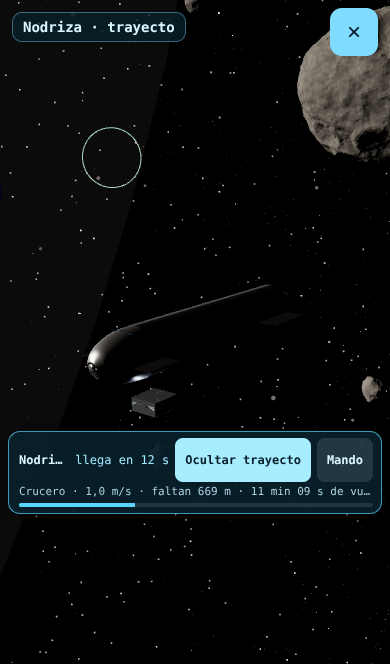 Nodriza · trayecto
×
Nodri… llega en 12 s Ocultar trayecto Mando
Crucero · 1,0 m/s · faltan 669 m · 11 min 09 s de vu…